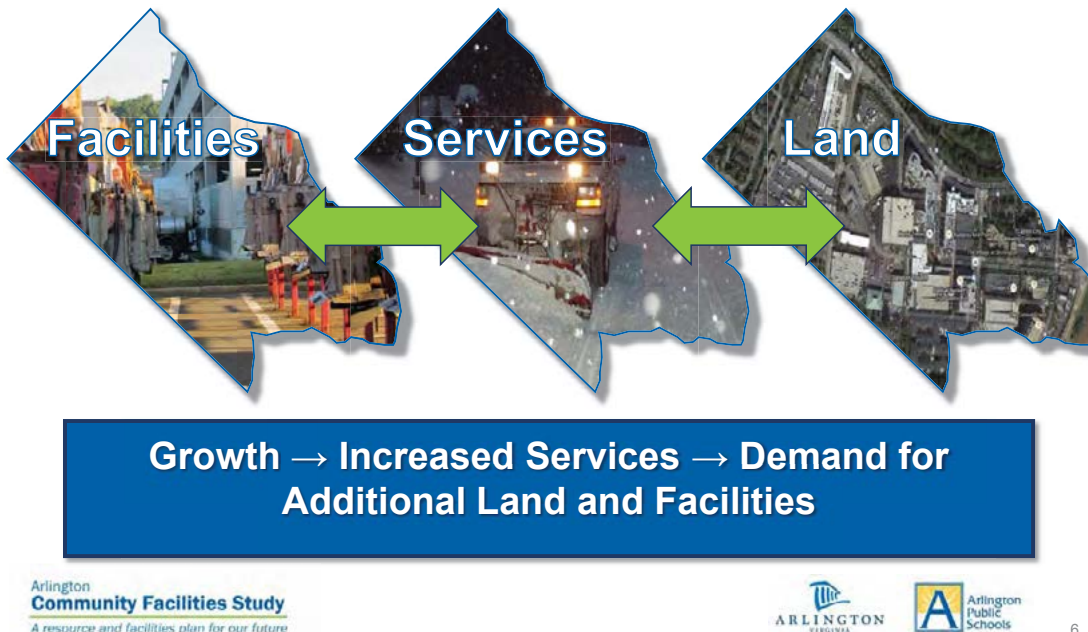 Facilities
Services
Land
Growth → Increased Services → Demand for
Additional Land and Facilities
Arlington
Community Facilities Study
A resource and facilities plan for our future
ARLINGTON
VIRGINIA
A
Arlington
Public
Schools
6